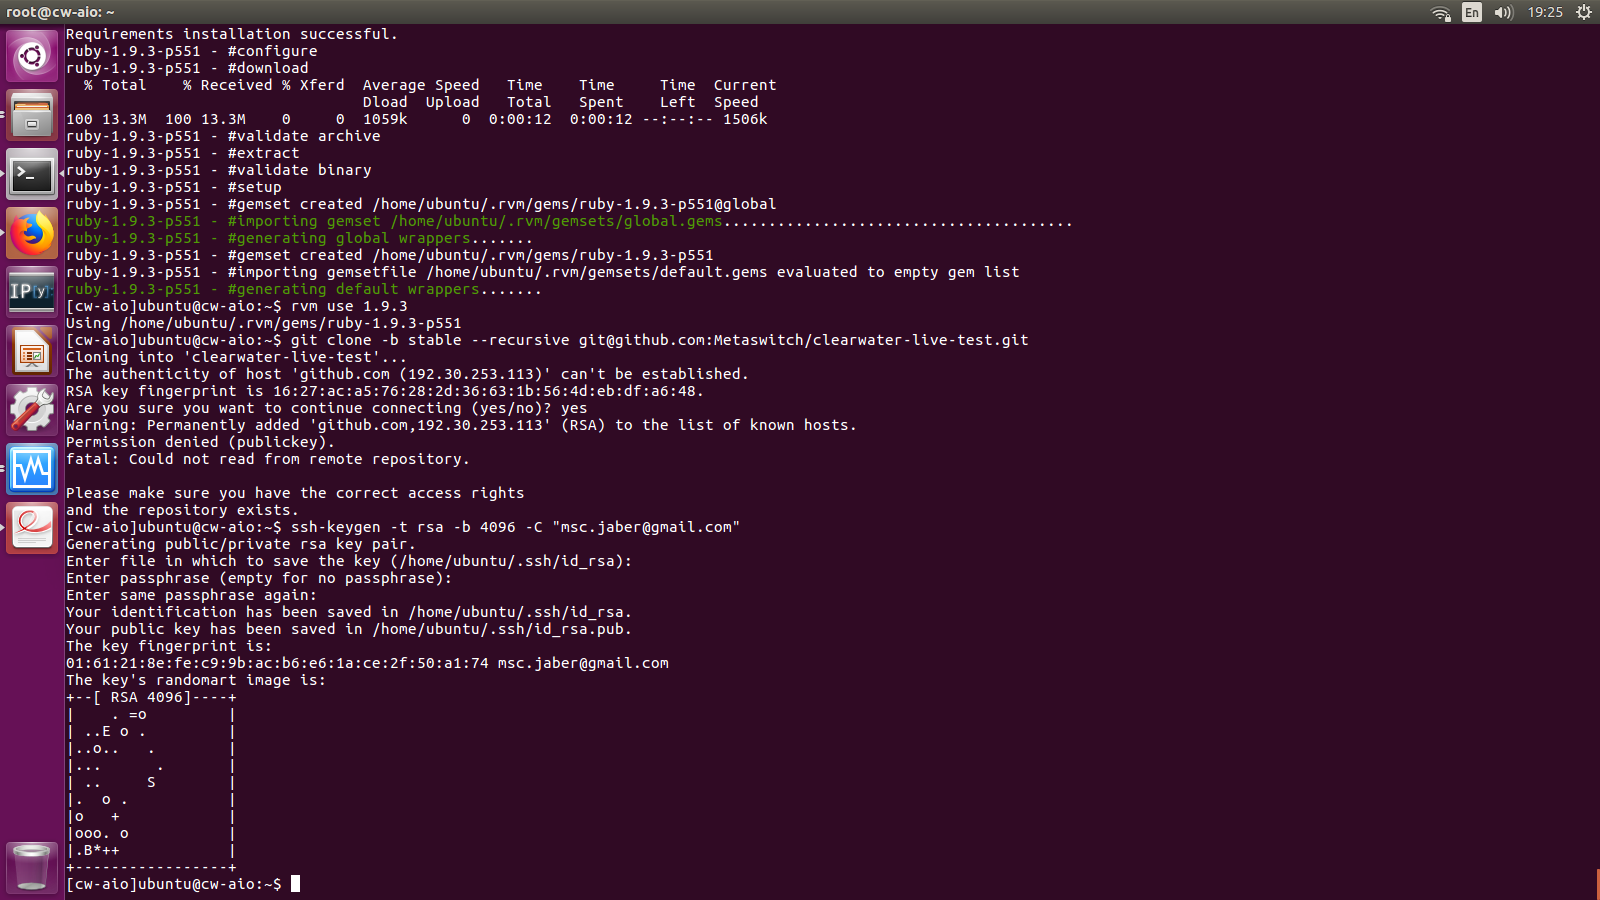 root@cw-aio: ~
En
19:25
Requirements installation successful.
ruby-1.9.3-p551 - #configure
ruby-1.9.3-p551 - #download
  % Total    % Received % Xferd  Average Speed   Time    Time     Time  Current
                                 Dload  Upload   Total   Spent    Left  Speed
100 13.3M  100 13.3M    0     0  1059k      0  0:00:12  0:00:12 --:--:-- 1506k
ruby-1.9.3-p551 - #validate archive
ruby-1.9.3-p551 - #extract
ruby-1.9.3-p551 - #validate binary
ruby-1.9.3-p551 - #setup
ruby-1.9.3-p551 - #gemset created /home/ubuntu/.rvm/gems/ruby-1.9.3-p551@global
ruby-1.9.3-p551 - #importing gemset /home/ubuntu/.rvm/gemsets/global.gems.......................................
ruby-1.9.3-p551 - #generating global wrappers.......
ruby-1.9.3-p551 - #gemset created /home/ubuntu/.rvm/gems/ruby-1.9.3-p551
ruby-1.9.3-p551 - #importing gemsetfile /home/ubuntu/.rvm/gemsets/default.gems evaluated to empty gem list
ruby-1.9.3-p551 - #generating default wrappers.......
[cw-aio]ubuntu@cw-aio:~$ rvm use 1.9.3
Using /home/ubuntu/.rvm/gems/ruby-1.9.3-p551
[cw-aio]ubuntu@cw-aio:~$ git clone -b stable --recursive git@github.com:Metaswitch/clearwater-live-test.git
Cloning into 'clearwater-live-test'...
The authenticity of host 'github.com (192.30.253.113)' can't be established.
RSA key fingerprint is 16:27:ac:a5:76:28:2d:36:63:1b:56:4d:eb:df:a6:48.
Are you sure you want to continue connecting (yes/no)? yes
Warning: Permanently added 'github.com,192.30.253.113' (RSA) to the list of known hosts.
Permission denied (publickey).
fatal: Could not read from remote repository.
Please make sure you have the correct access rights
and the repository exists.
[cw-aio]ubuntu@cw-aio:~$ ssh-keygen -t rsa -b 4096 -C "msc.jaber@gmail.com"
Generating public/private rsa key pair.
Enter file in which to save the key (/home/ubuntu/.ssh/id_rsa):
Enter passphrase (empty for no passphrase):
Enter same passphrase again:
Your identification has been saved in /home/ubuntu/.ssh/id_rsa.
Your public key has been saved in /home/ubuntu/.ssh/id_rsa.pub.
The key fingerprint is:
01:61:21:8e:fe:c9:9b:ac:b6:e6:1a:ce:2f:50:a1:74 msc.jaber@gmail.com
The key's randomart image is:
+--[ RSA 4096]----+
|    . =o         |
| ..E o .         |
|..o..   .        |
|...      .       |
| ..     S        |
|.  o .           |
|o   +            |
|ooo. o           |
|.B*++            |
+-----------------+
[cw-aio]ubuntu@cw-aio:~$
>_
IP[y]: